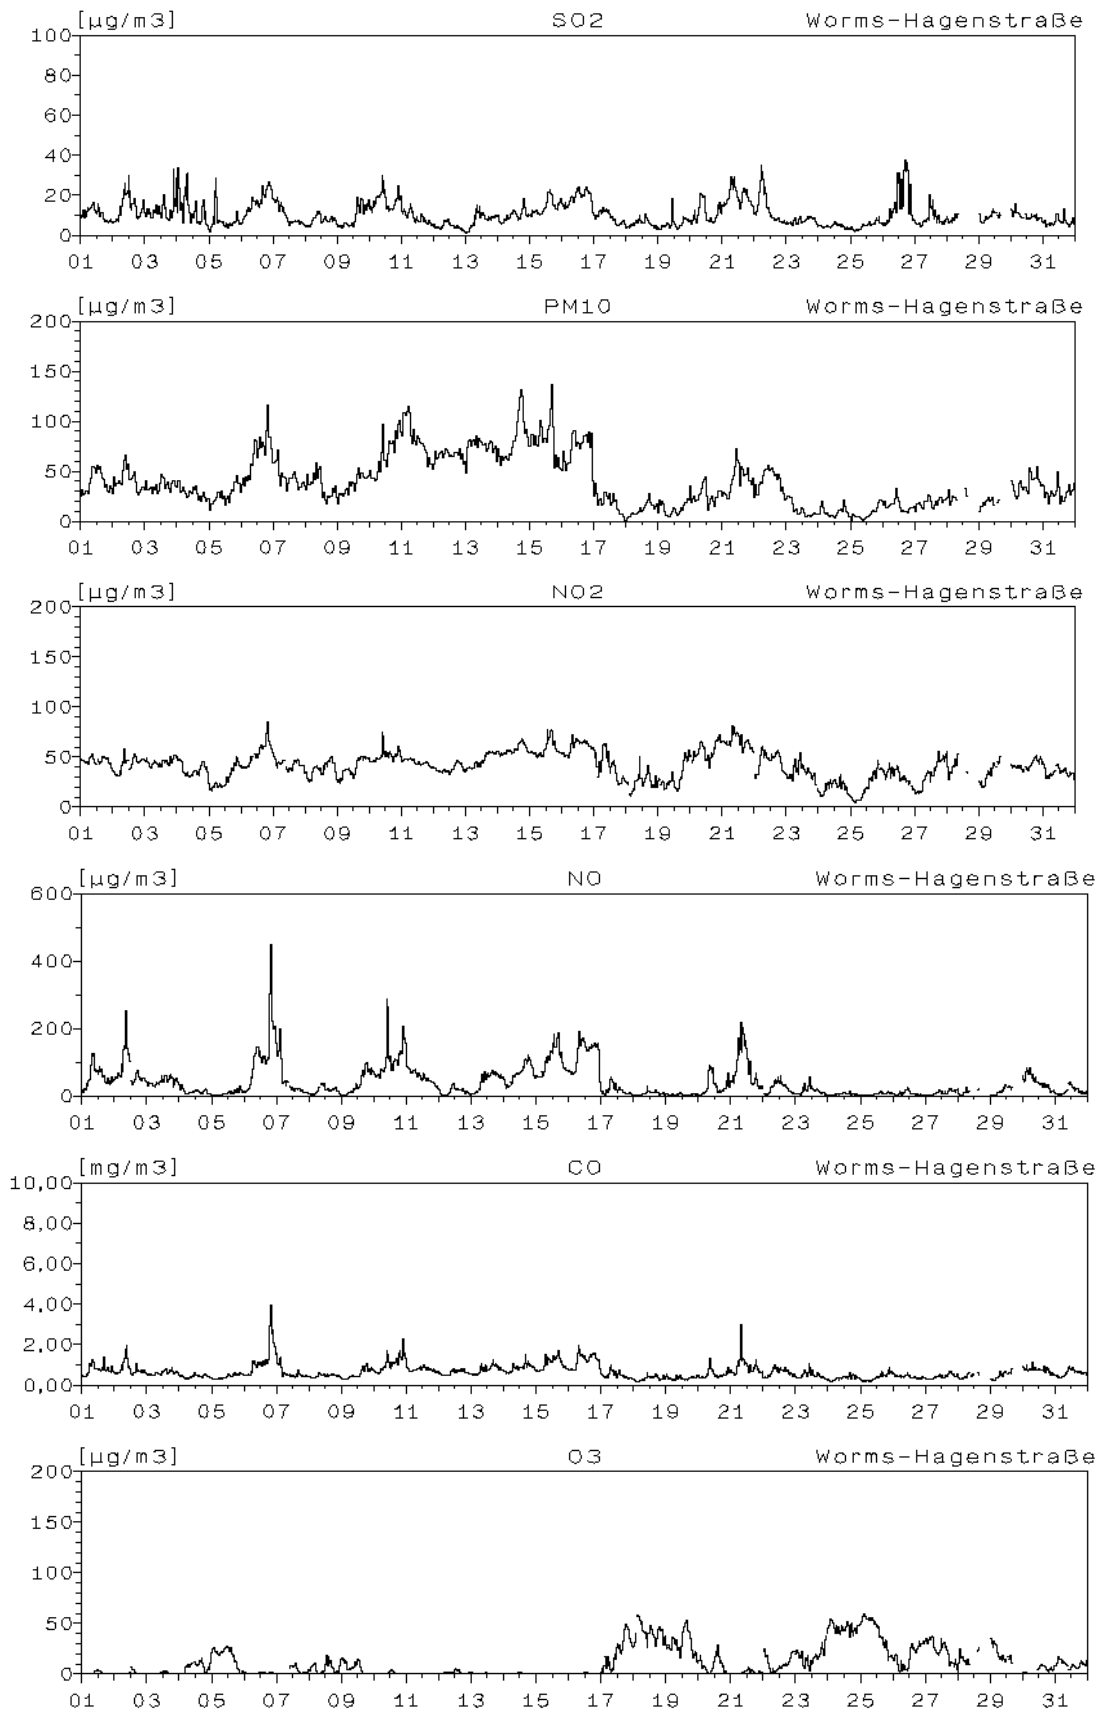 [µg/m3] SO2 Worms-Hagenstraße
100
80
60
40
20
0
01 03 05 07 09 11 13 15 17 19 21 23 25 27 29 31
[µg/m3] PM10 Worms-Hagenstraße
200
150
100
50
0
01 03 05 07 09 11 13 15 17 19 21 23 25 27 29 31
[µg/m3] NO2 Worms-Hagenstraße
200
150
100
50
0
01 03 05 07 09 11 13 15 17 19 21 23 25 27 29 31
[µg/m3] NO Worms-Hagenstraße
600
400
200
0
01 03 05 07 09 11 13 15 17 19 21 23 25 27 29 31
[mg/m3] CO Worms-Hagenstraße
10,00
8,00
6,00
4,00
2,00
0,00
01 03 05 07 09 11 13 15 17 19 21 23 25 27 29 31
[µg/m3] O3 Worms-Hagenstraße
200
150
100
50
0
01 03 05 07 09 11 13 15 17 19 21 23 25 27 29 31